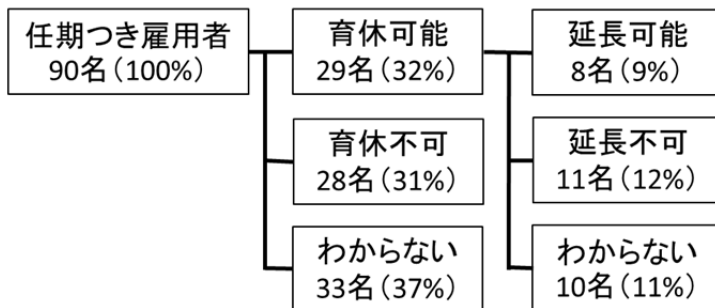 任期つき雇用者
90名（100%）
育休可能
29名（32%）
育休不可
28名（31%）
わからない
33名（37%）
延長可能
8名（9%）
延長不可
11名（12%）
わからない
10名（11%）